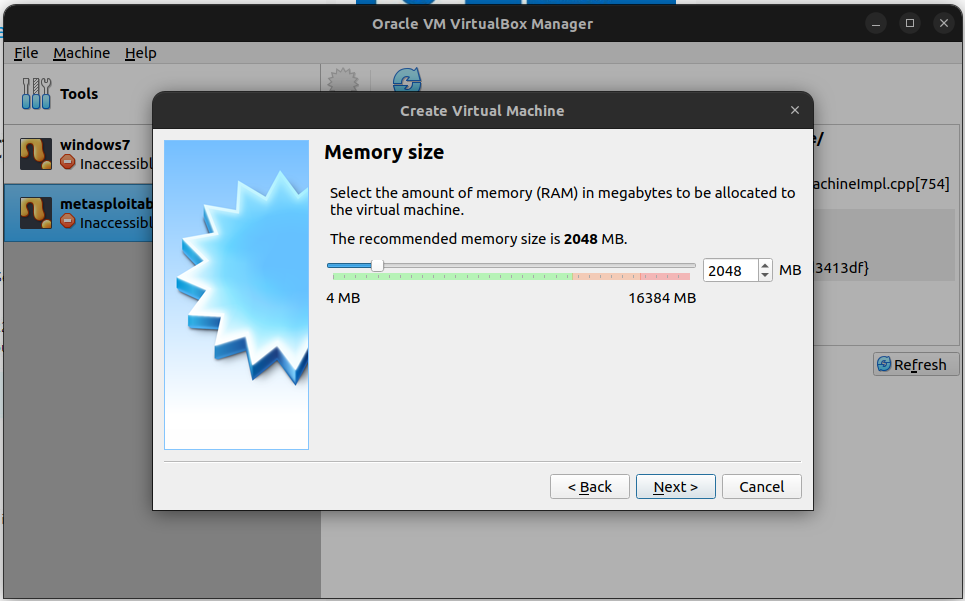 Oracle VM VirtualBox Manager
File Machine Help
Tools
windows7
Inaccessibl
metasploitab
Inaccessibl
Create Virtual Machine
Memory size
Select the amount of memory (RAM) in megabytes to be allocated to
the virtual machine.
The recommended memory size is 2048 MB.
2048 MB
4 MB 16384 MB
< Back Next > Cancel
e/
achineImpl.cpp[754]
3413df}
Refresh